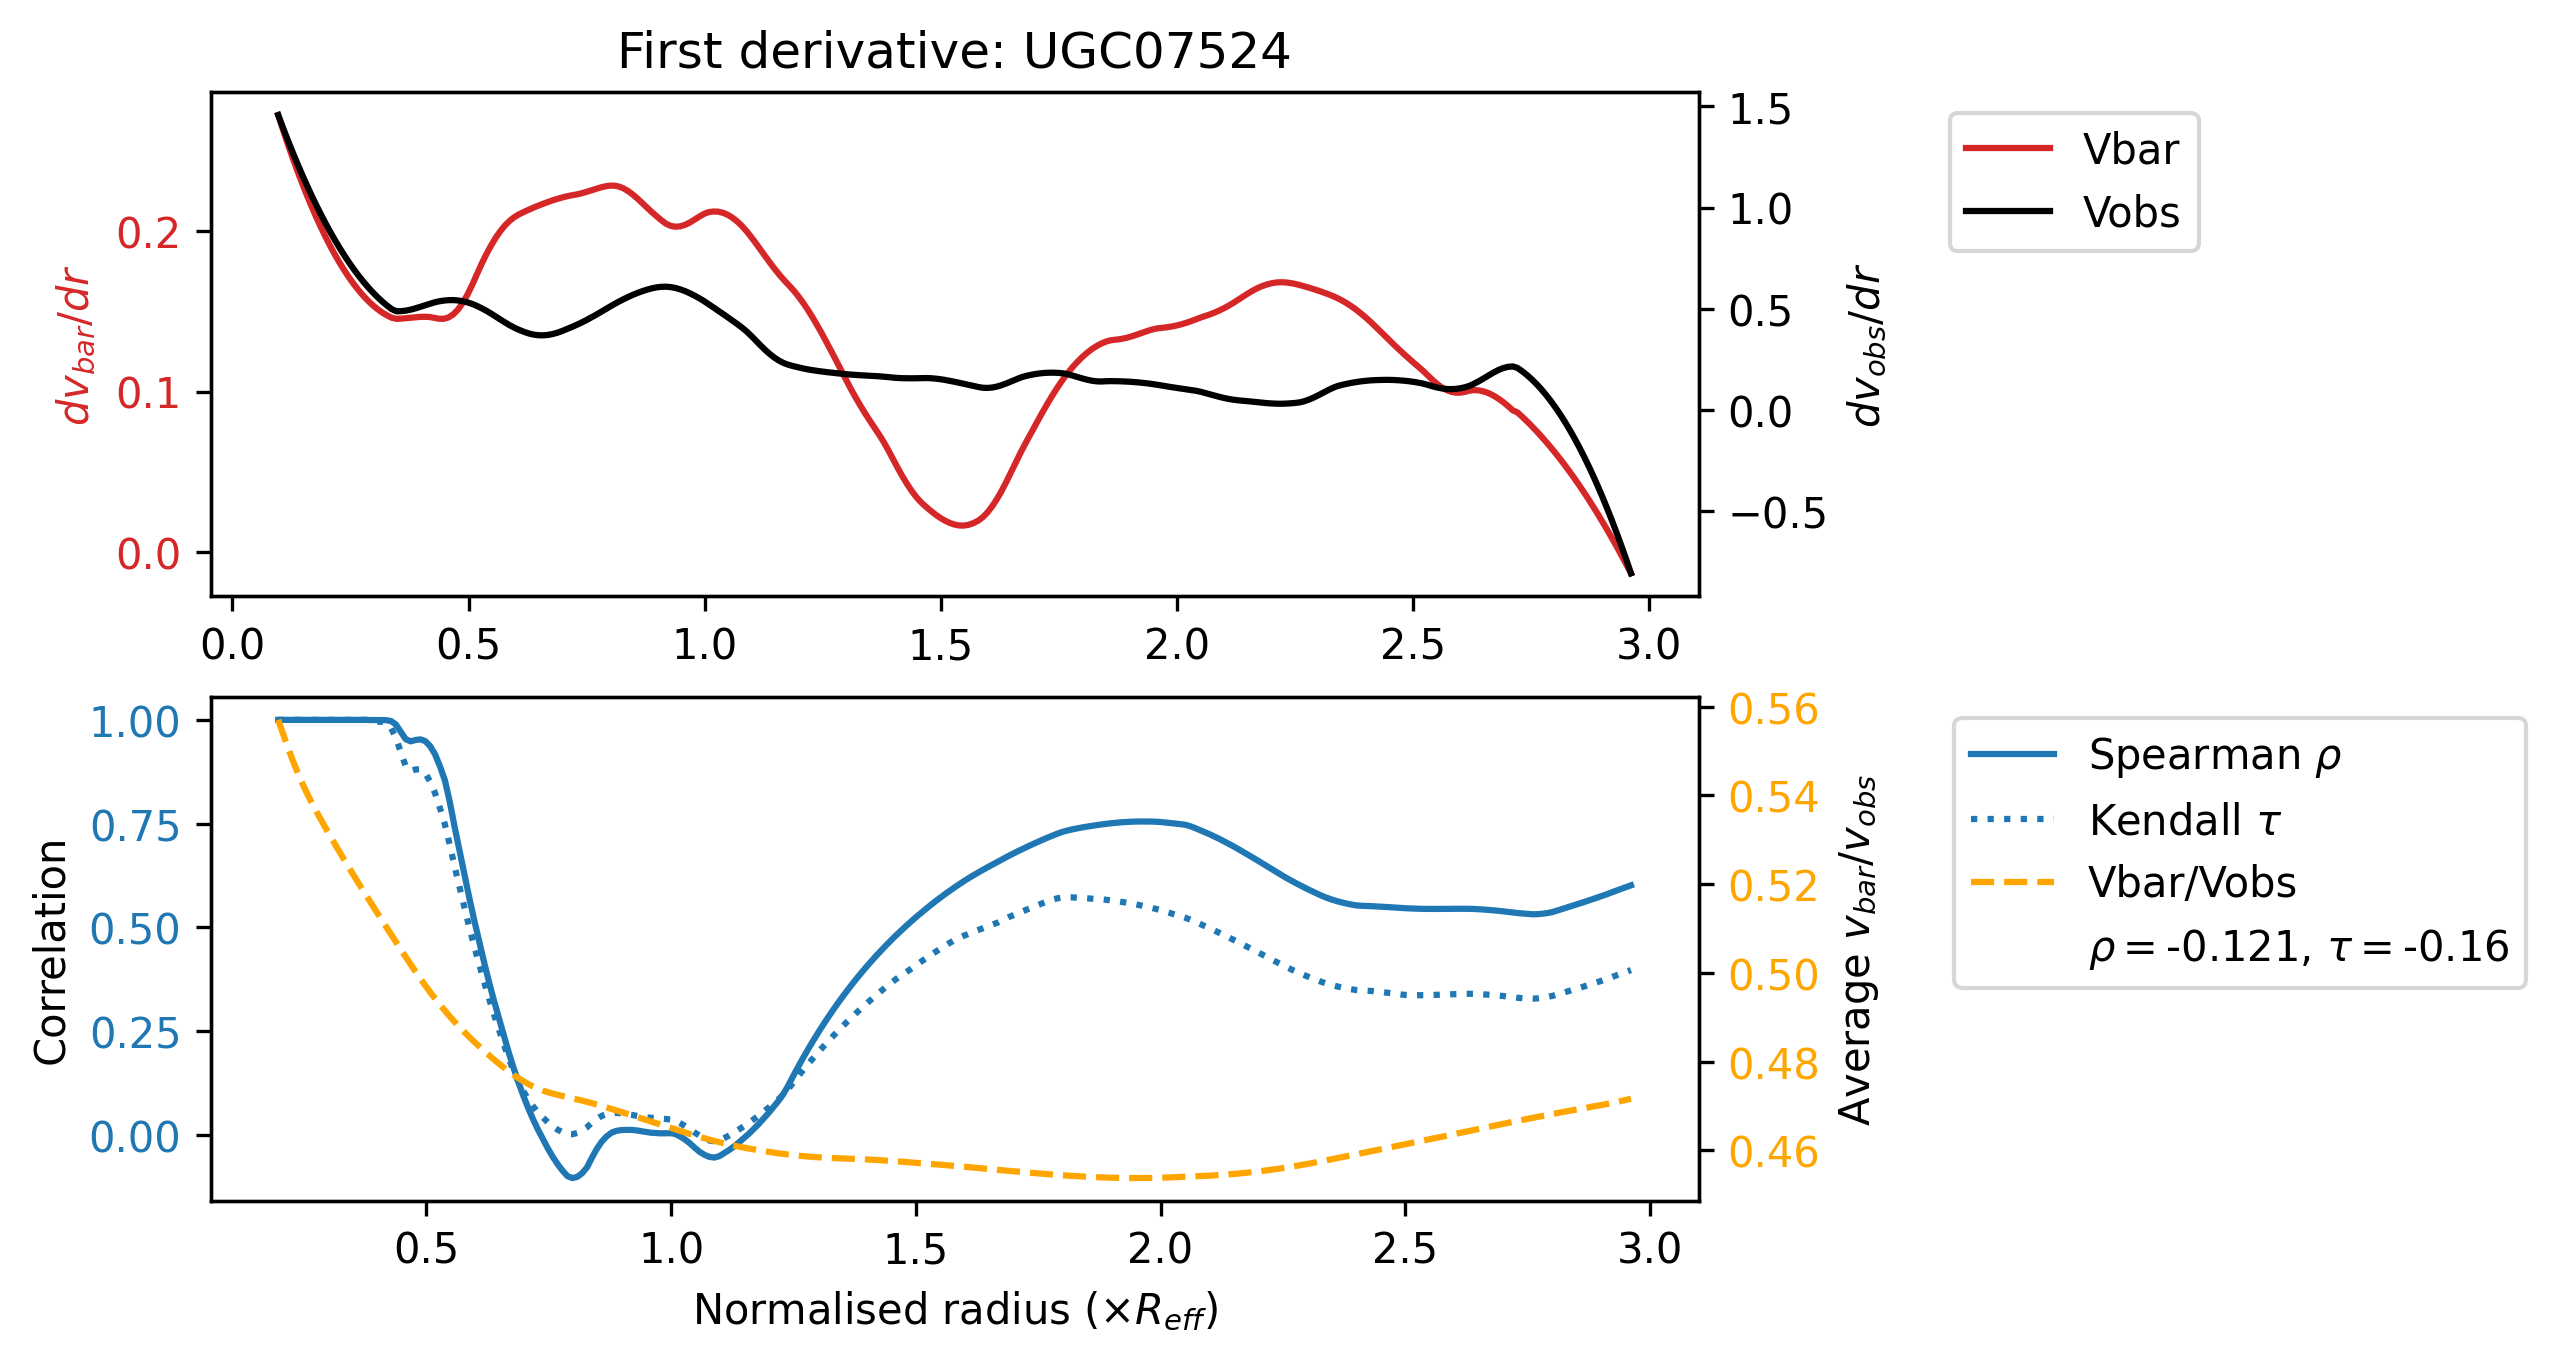 First derivative: UGC07524
dv_bar/dr
0.2
0.1
0.0
1.5
1.0
0.5
0.0
−0.5
dv_obs/dr
0.0 0.5 1.0 1.5 2.0 2.5 3.0
Vbar
Vobs
Correlation
1.00
0.75
0.50
0.25
0.00
0.56
0.54
0.52
0.50
0.48
0.46
Average v_bar/v_obs
0.5 1.0 1.5 2.0 2.5 3.0
Normalised radius (×R_eff)
Spearman ρ
Kendall τ
Vbar/Vobs
ρ = -0.121, τ = -0.16